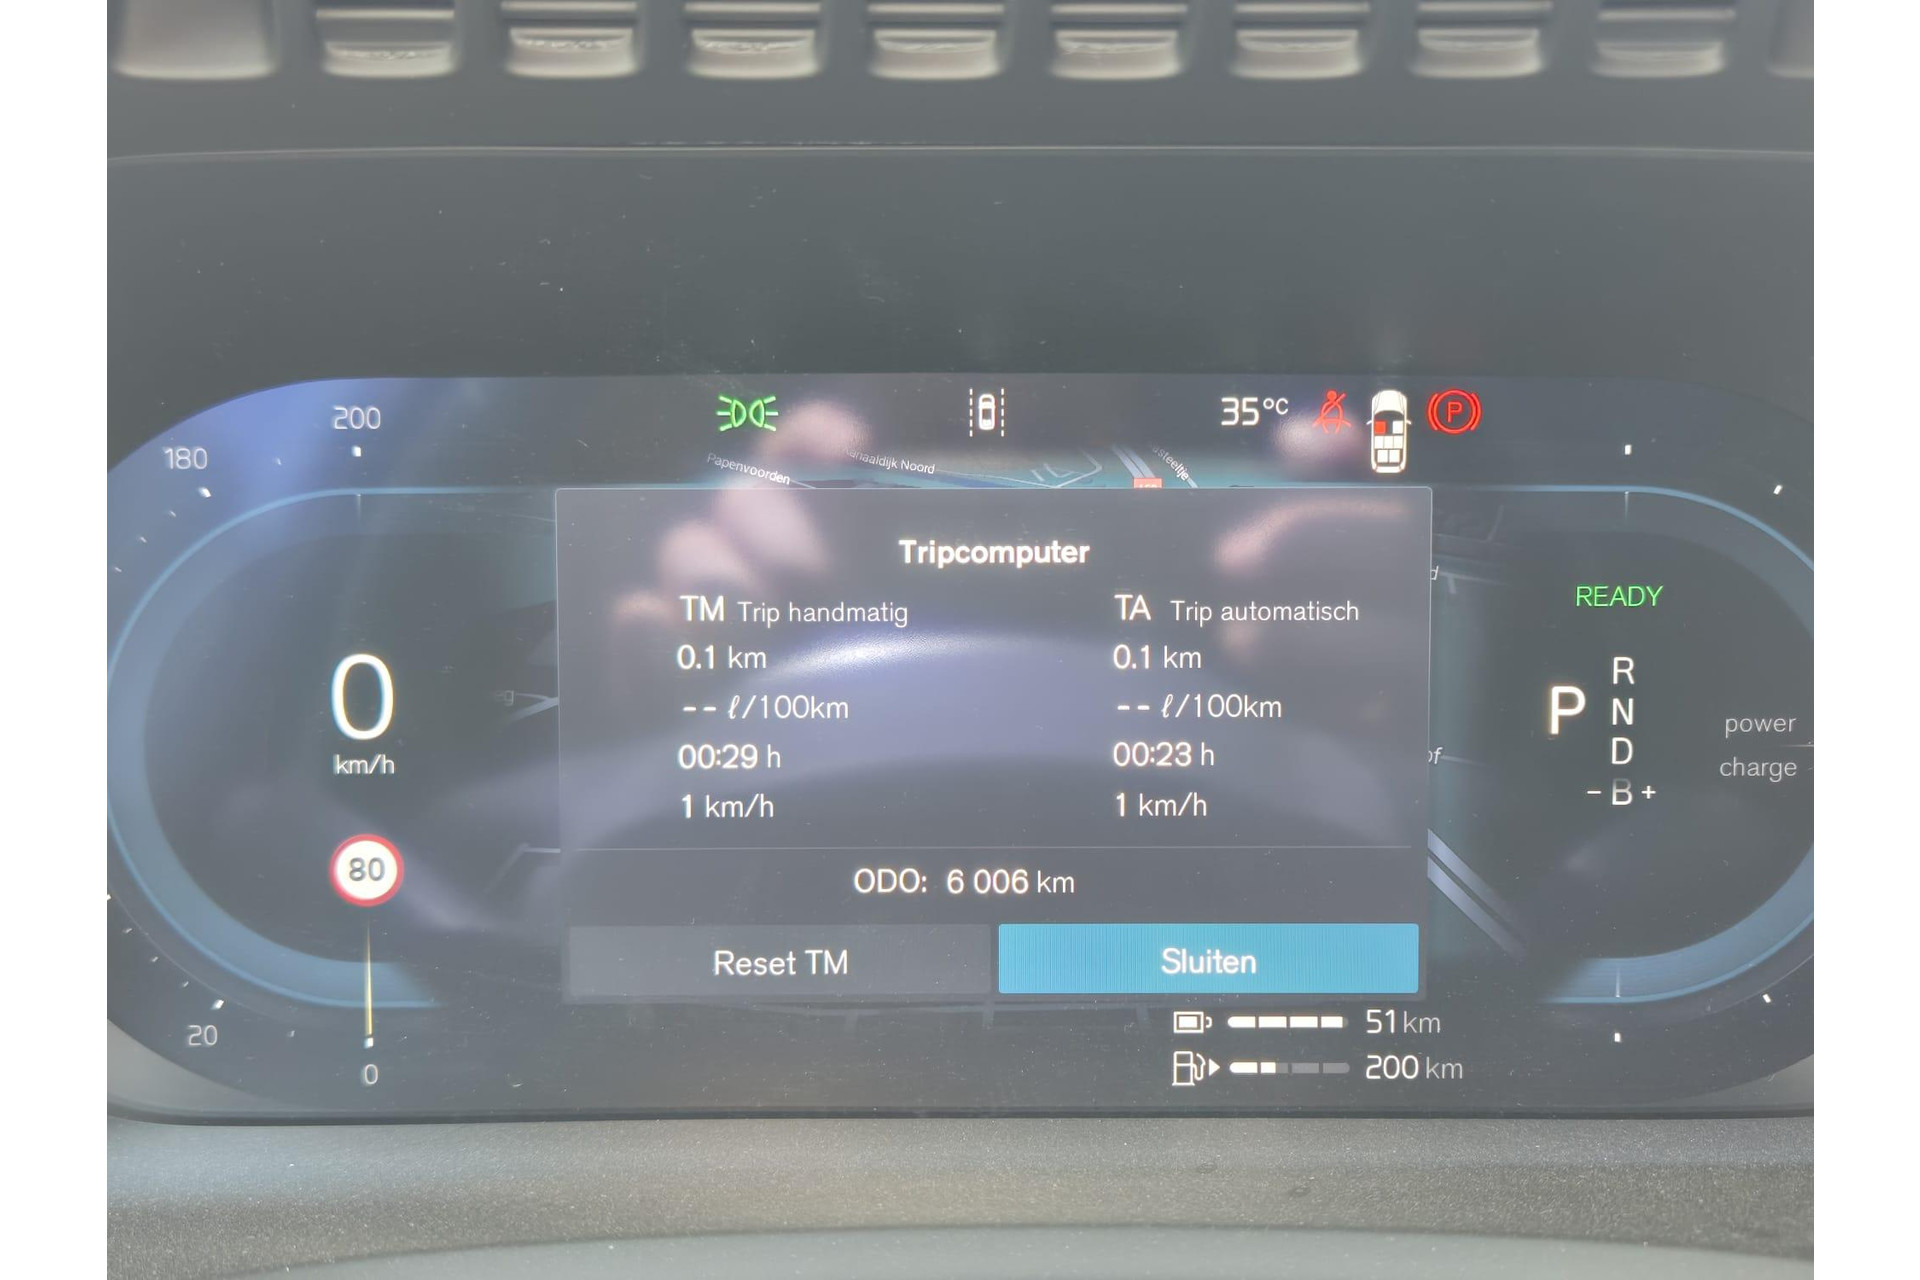 200
180
35°C
P
Papenvoorden
Kanaaldijk Noord
Tripcomputer
TM Trip handmatig
TA Trip automatisch
0.1 km
0.1 km
-- ℓ/100km
-- ℓ/100km
00:29 h
00:23 h
1 km/h
1 km/h
ODO: 6 006 km
Reset TM
Sluiten
0
km/h
80
READY
P
R
N
D
- B +
power
charge
20
0
51 km
200 km